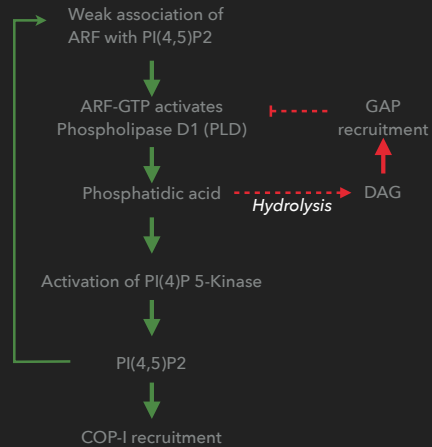 Weak association of
ARF with PI(4,5)P2
ARF-GTP activates
Phospholipase D1 (PLD)
GAP
recruitment
Phosphatidic acid
Hydrolysis
DAG
Activation of PI(4)P 5-Kinase
PI(4,5)P2
COP-I recruitment